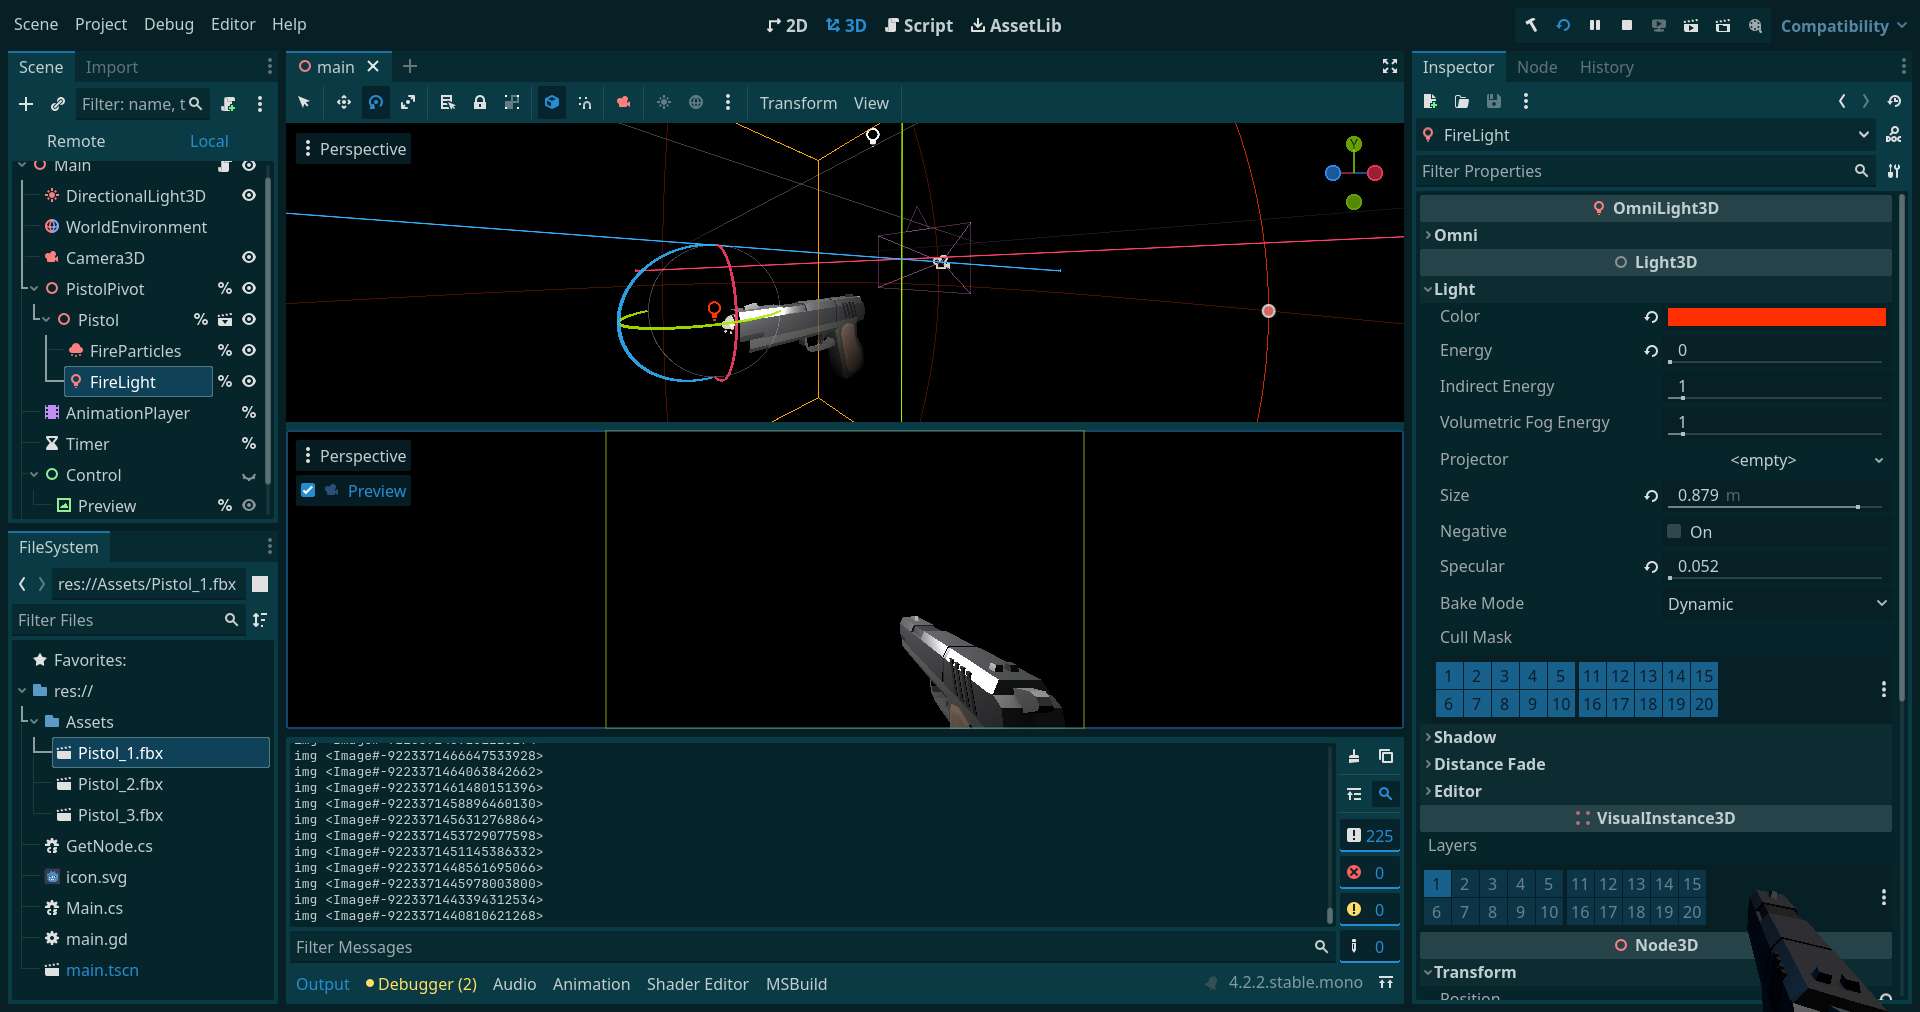 Scene Project Debug Editor Help
2D 3D Script AssetLib
Compatibility
Scene Import
Filter: name, t
Remote Local
Main
DirectionalLight3D
WorldEnvironment
Camera3D
PistolPivot
Pistol
FireParticles
FireLight
AnimationPlayer
Timer
Control
Preview
FileSystem
res://Assets/Pistol_1.fbx
Filter Files
Favorites:
res://
Assets
Pistol_1.fbx
Pistol_2.fbx
Pistol_3.fbx
GetNode.cs
icon.svg
Main.cs
main.gd
main.tscn
main
Transform View
Perspective
Y
Perspective
Preview
img <Image#-9223371466647533928>
img <Image#-9223371464063842662>
img <Image#-9223371461480151396>
img <Image#-9223371458896460130>
img <Image#-9223371456312768864>
img <Image#-9223371453729077598>
img <Image#-9223371451145386332>
img <Image#-9223371448561695066>
img <Image#-9223371445978003800>
img <Image#-9223371443394312534>
img <Image#-9223371440810621268>
225
0
0
0
Filter Messages
Output Debugger (2) Audio Animation Shader Editor MSBuild
4.2.2.stable.mono
Inspector Node History
FireLight
Filter Properties
OmniLight3D
Omni
Light3D
Light
Color
Energy 0
Indirect Energy 1
Volumetric Fog Energy 1
Projector <empty>
Size 0.879 m
Negative On
Specular 0.052
Bake Mode Dynamic
Cull Mask
1 2 3 4 5 11 12 13 14 15
6 7 8 9 10 16 17 18 19 20
Shadow
Distance Fade
Editor
VisualInstance3D
Layers
1 2 3 4 5 11 12 13 14 15
6 7 8 9 10 16 17 18 19 20
Node3D
Transform
Position